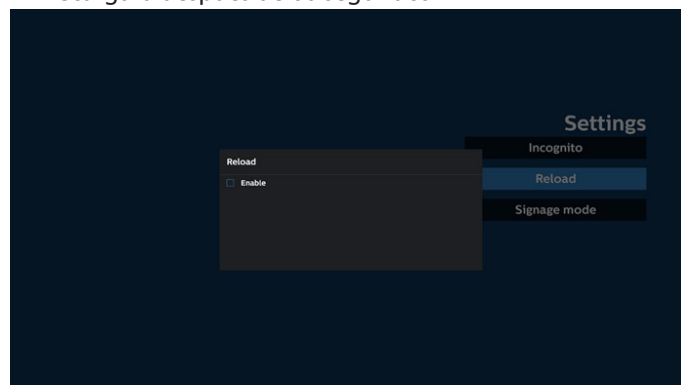 Settings
Incognito
Reload
Enable
Reload
Signage mode